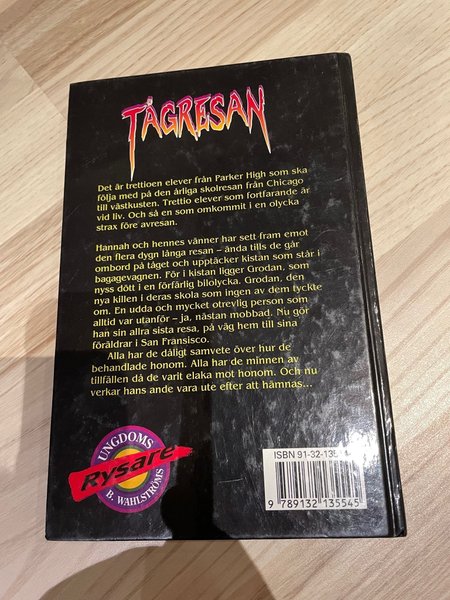 TÅGRESAN
Det är trettioen elever från Parker High som ska
följa med på den årliga skolresan från Chicago
till västkusten. Trettio elever som fortfarande är
vid liv. Och så en som omkommit i en olycka
strax före avresan.
Hannah och hennes vänner har sett fram emot
den flera dygn långa resan – ända tills de går
ombord på tåget och upptäcker kistan som står i
bagagevagnen. För i kistan ligger Grodan, som
nyss dött i en förfärlig bilolycka. Grodan, den
nya killen i deras skola som ingen av dem tyckte
om. En udda och mycket otrevlig person som
alltid var utanför – ja, nästan mobbad. Nu gör
han sin allra sista resa, på väg hem till sina
föräldrar i San Fransisco.
Alla har de dåligt samvete över hur de
behandlade honom. Alla har de minnen av
tillfällen då de varit elaka mot honom. Och nu
verkar hans ande vara ute efter att hämnas...
UNGDOMS
Rysare
B. WAHLSTRÖMS
ISBN 91-32-13
9 789132 135545